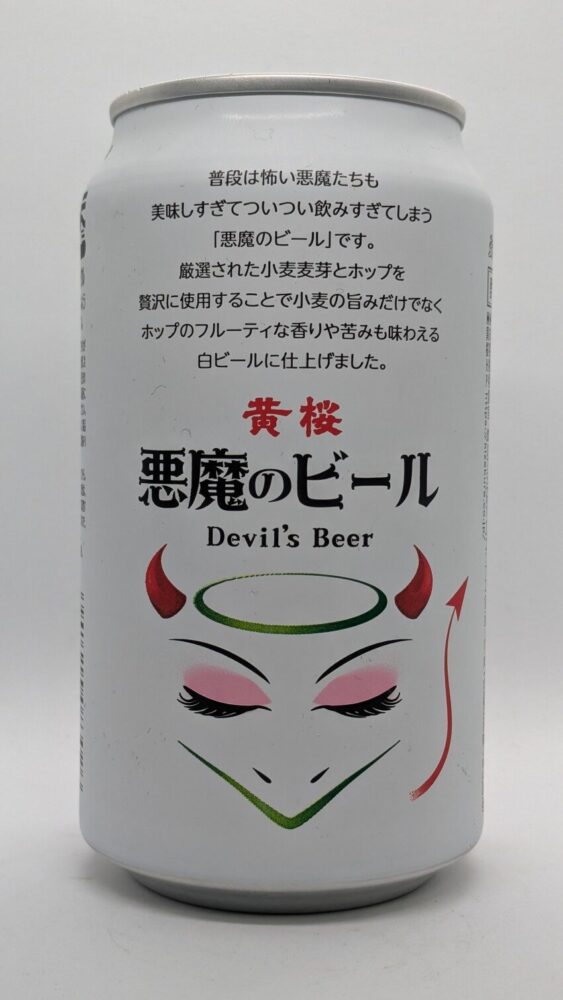 普段は怖い悪魔たちも
美味しすぎてついつい飲みすぎてしまう
「悪魔のビール」です。
厳選された小麦麦芽とホップを
贅沢に使用することで小麦の旨みだけでなく
ホップのフルーティな香りや苦みも味わえる
白ビールに仕上げました。
黄桜
悪魔のビール
Devil's Beer